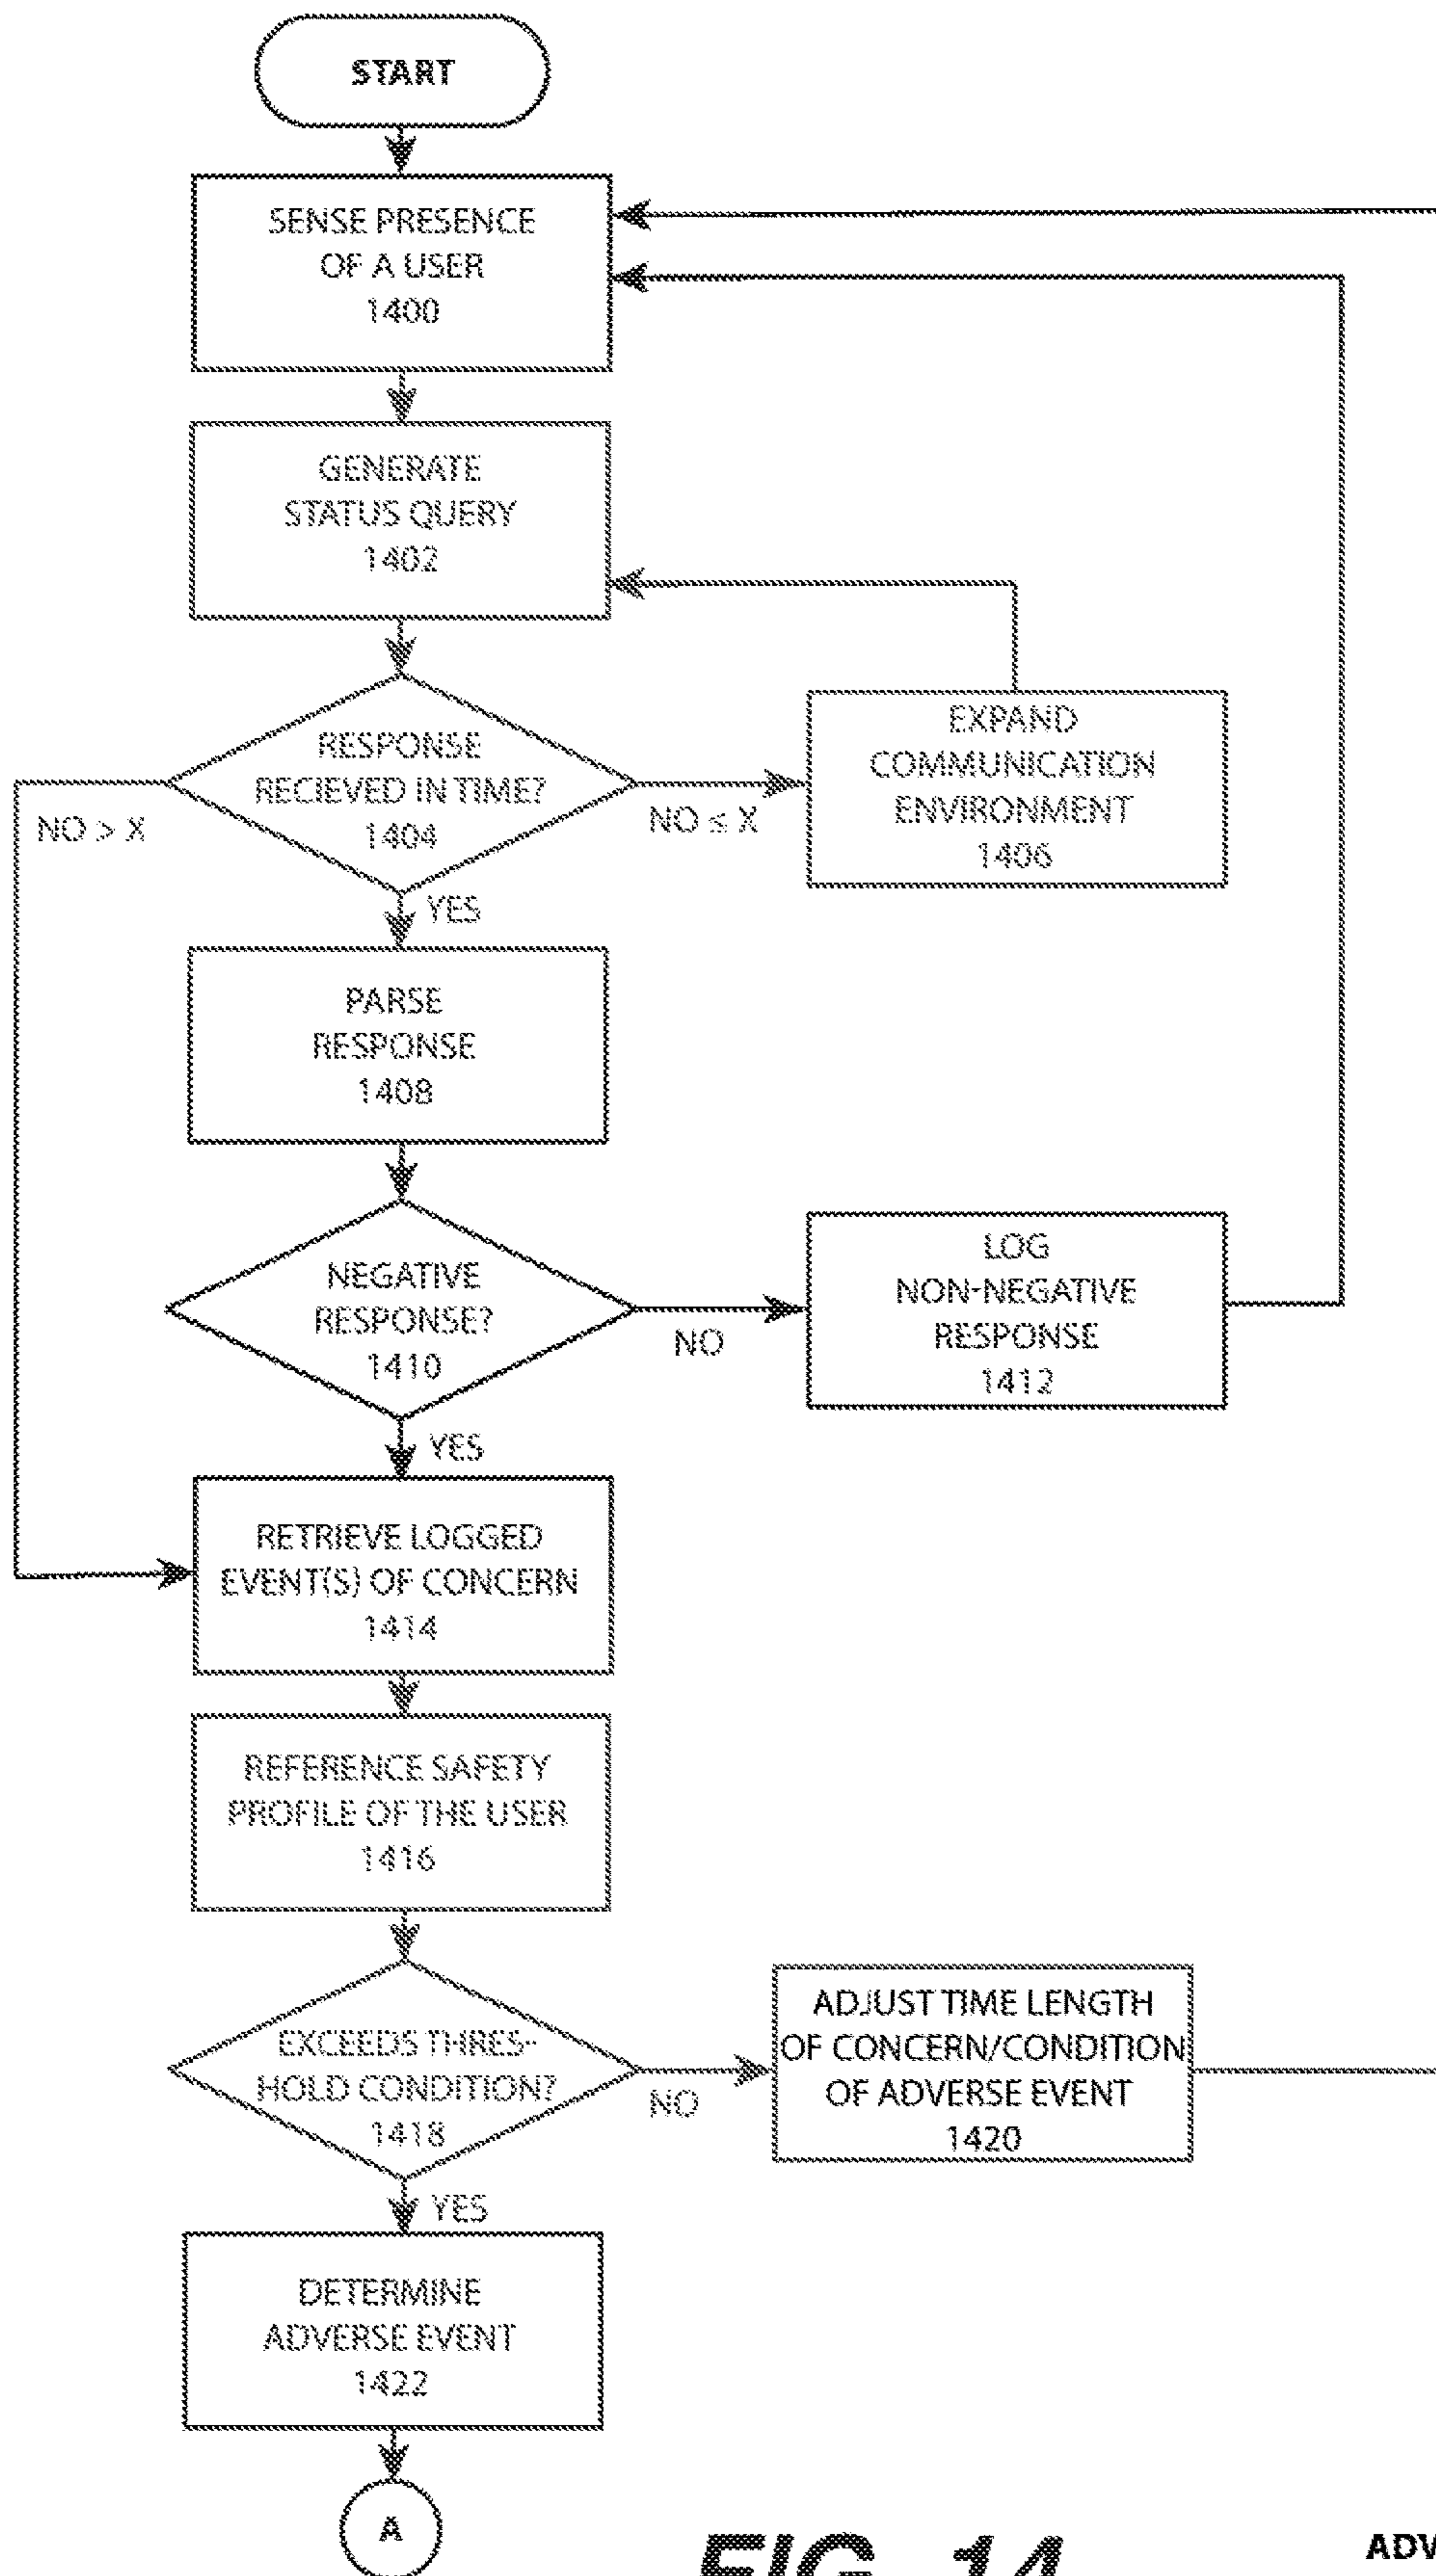 START
SENSE PRESENCE
OF A USER
1400
GENERATE
STATUS QUERY
1402
RESPONSE
RECIEVED IN TIME?
1404
NO > X
NO ≤ X
EXPAND
COMMUNICATION
ENVIRONMENT
1406
YES
PARSE
RESPONSE
1408
NEGATIVE
RESPONSE?
1410
NO
LOG
NON-NEGATIVE
RESPONSE
1412
YES
RETRIEVE LOGGED
EVENT(S) OF CONCERN
1414
REFERENCE SAFETY
PROFILE OF THE USER
1416
EXCEEDS THRES-
HOLD CONDITION?
1418
NO
ADJUST TIME LENGTH
OF CONCERN/CONDITION
OF ADVERSE EVENT
1420
YES
DETERMINE
ADVERSE EVENT
1422
A
FIG. 14
ADV